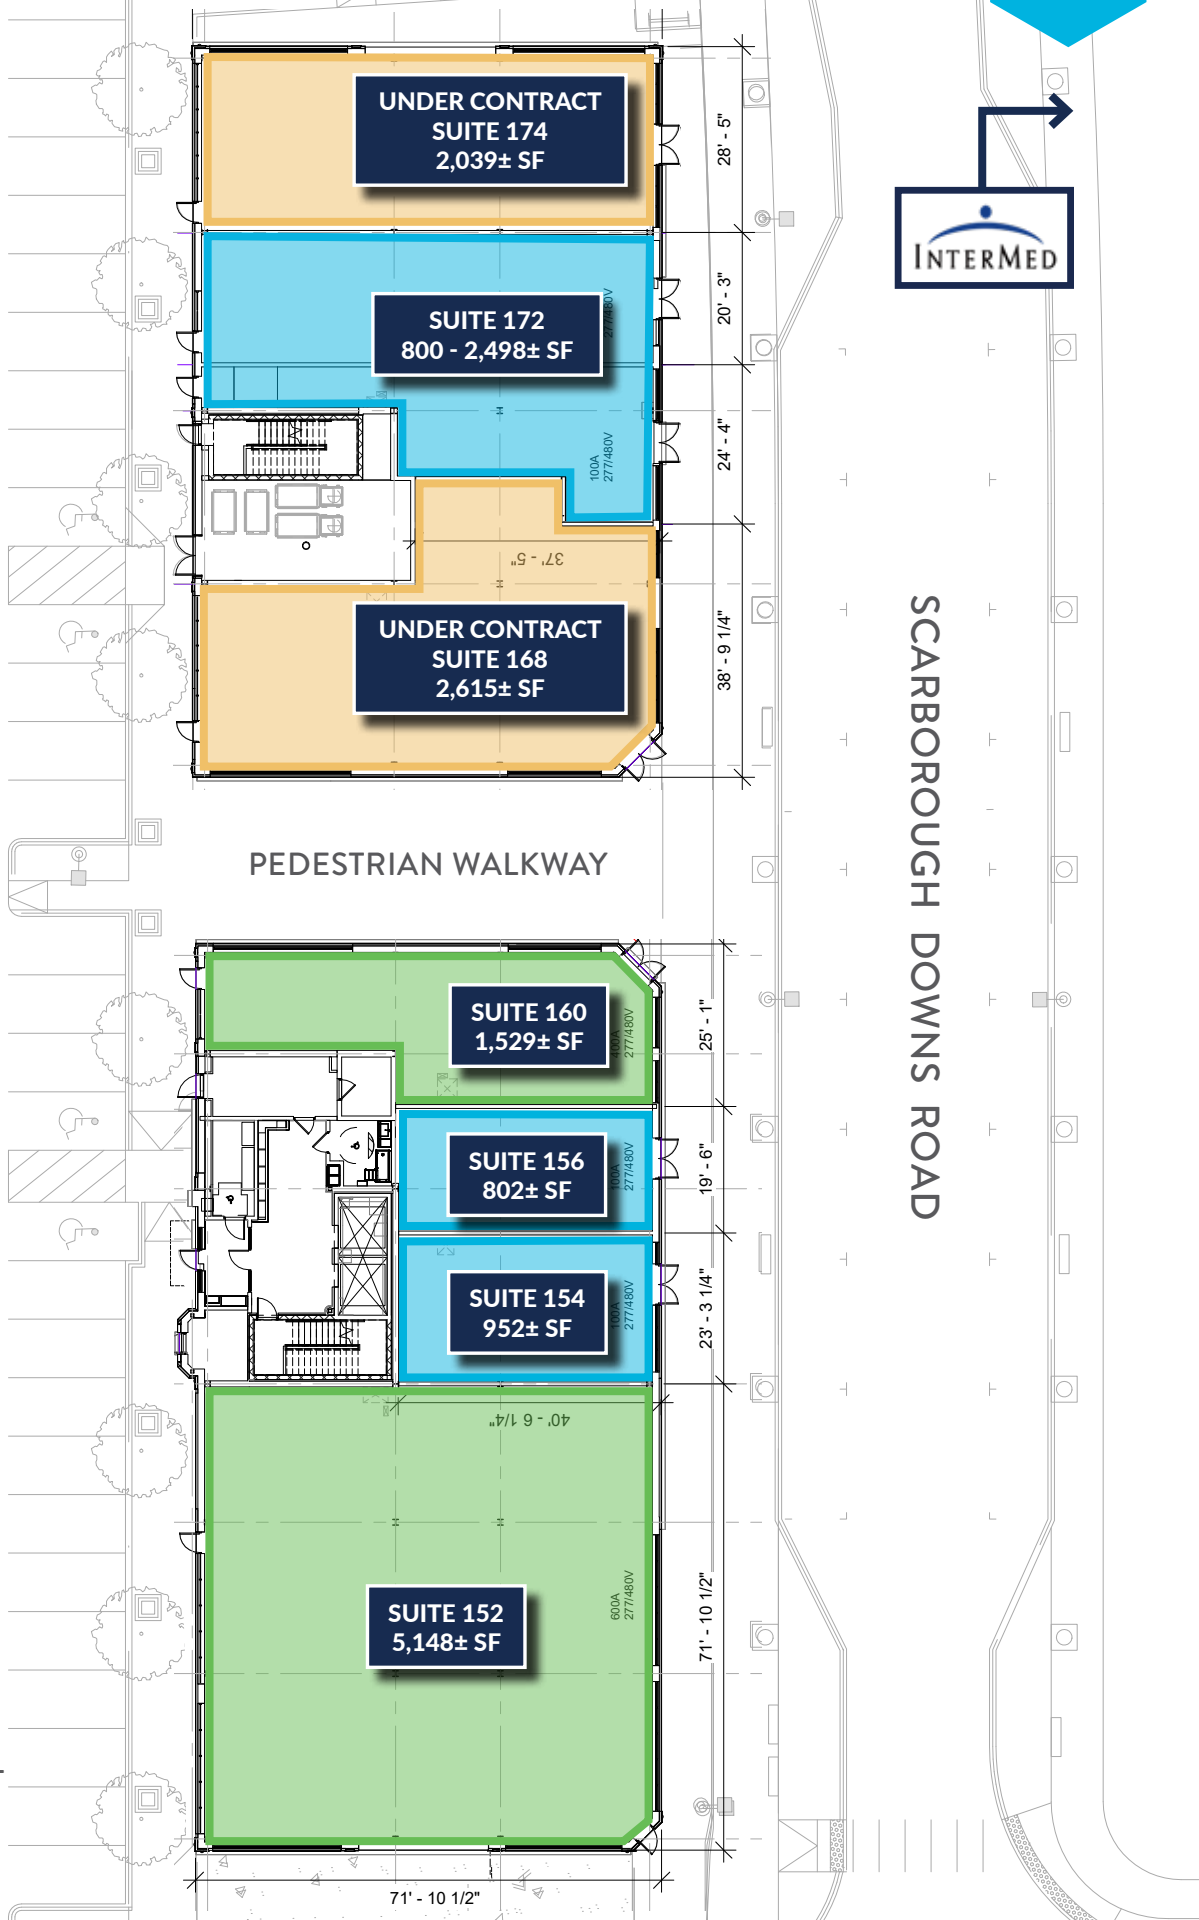 UNDER CONTRACT
SUITE 174
2,039± SF
28' - 5"
INTERMED
SUITE 172
800 - 2,498± SF
277/480V
20' - 3"
100A
277/480V
24' - 4"
37' - 5"
UNDER CONTRACT
SUITE 168
2,615± SF
38' - 9 1/4"
SCARBOROUGH DOWNS ROAD
PEDESTRIAN WALKWAY
SUITE 160
1,529± SF
400A
277/480V
25' - 1"
SUITE 156
802± SF
100A
277/480V
19' - 6"
SUITE 154
952± SF
100A
277/480V
23' - 3 1/4"
40' - 6 1/4"
SUITE 152
5,148± SF
600A
277/480V
71' - 10 1/2"
71' - 10 1/2"